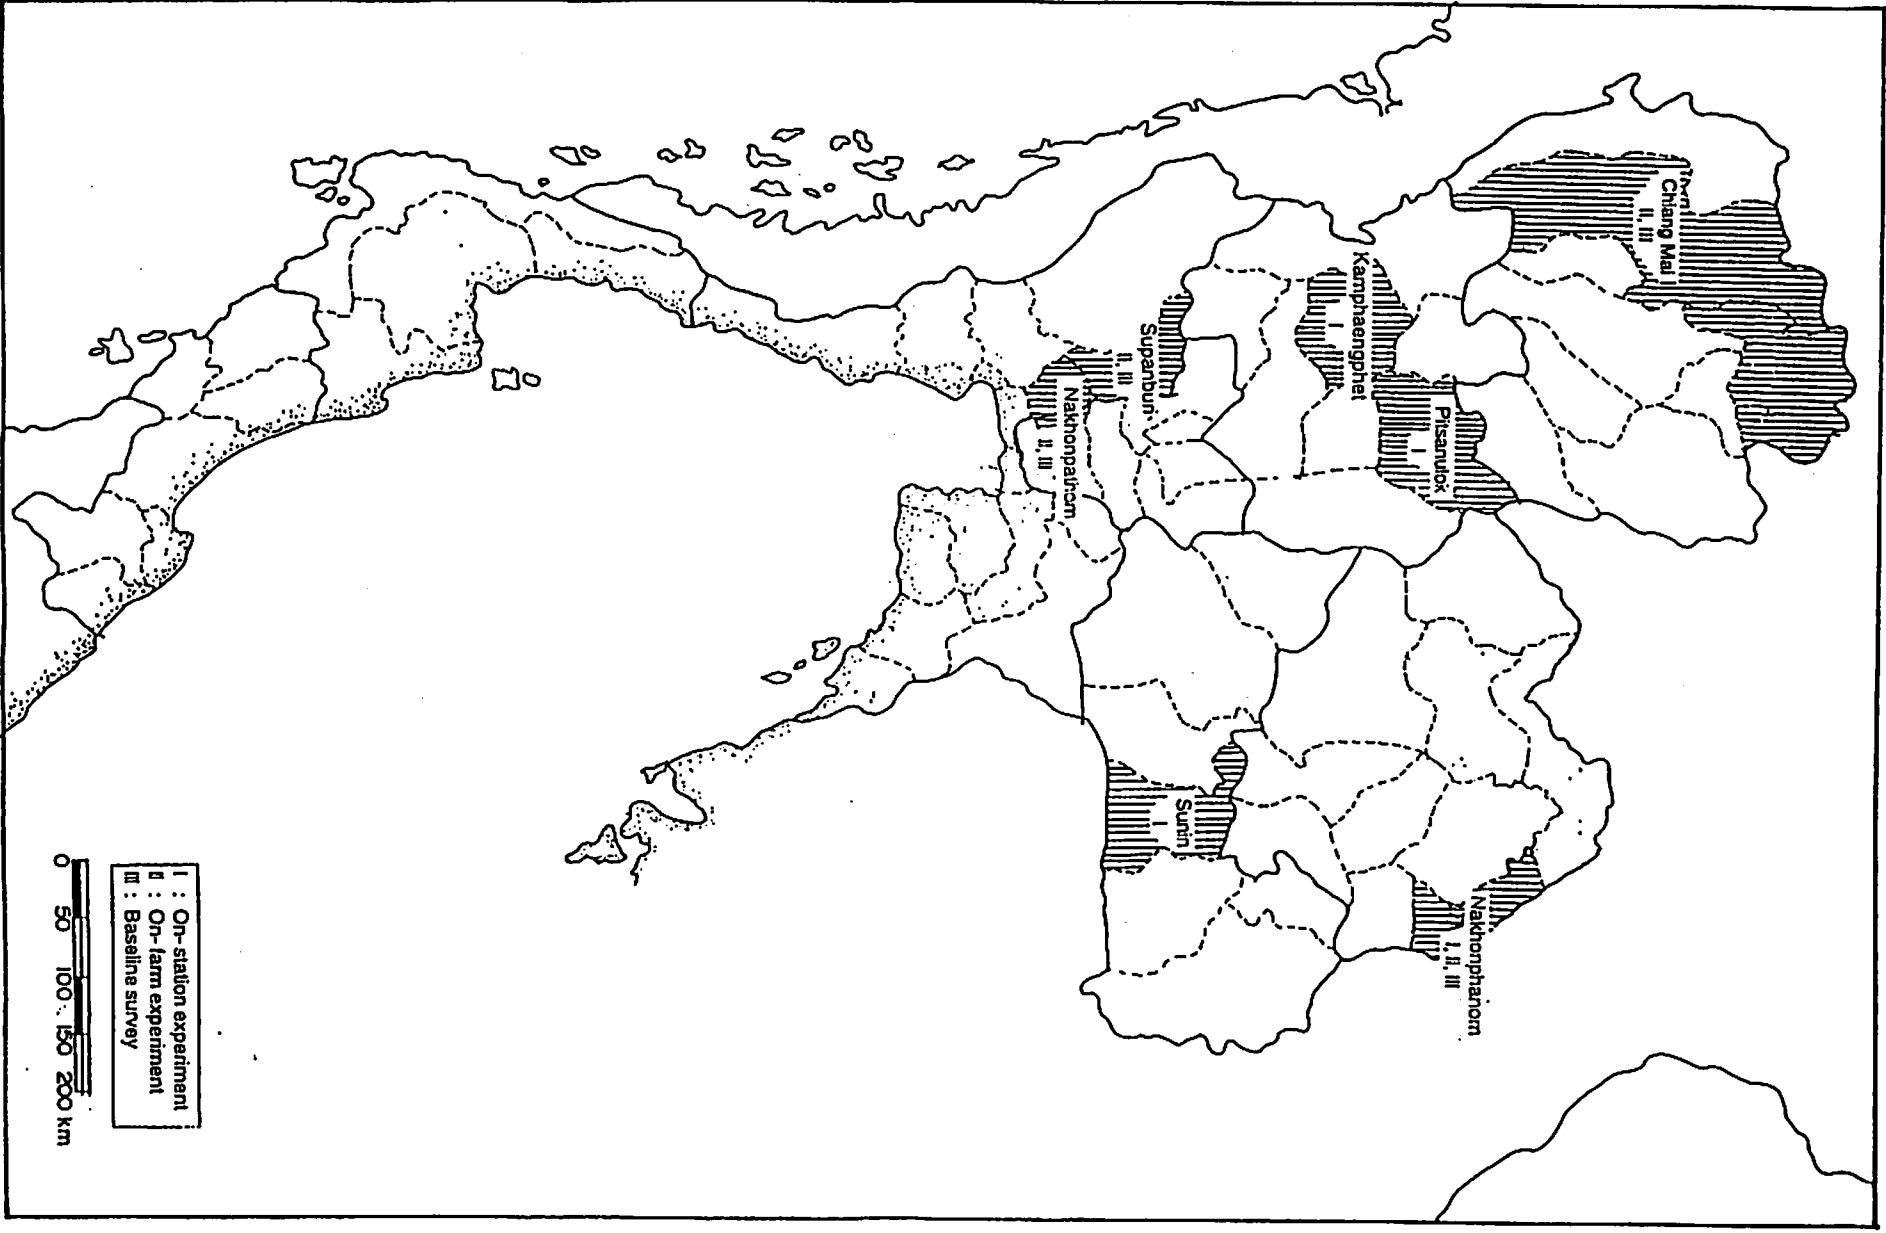 Chiang Mai
II, III
Kamphaengphet
I
Pitsanulok
I
Nakhonphanom
I, II, III
Supanburi
II, III
Surin
I
Nakhonpathom
I, II, III
I : On-station experiment
II : On-farm experiment
III : Baseline survey
0 50 100 150 200 km